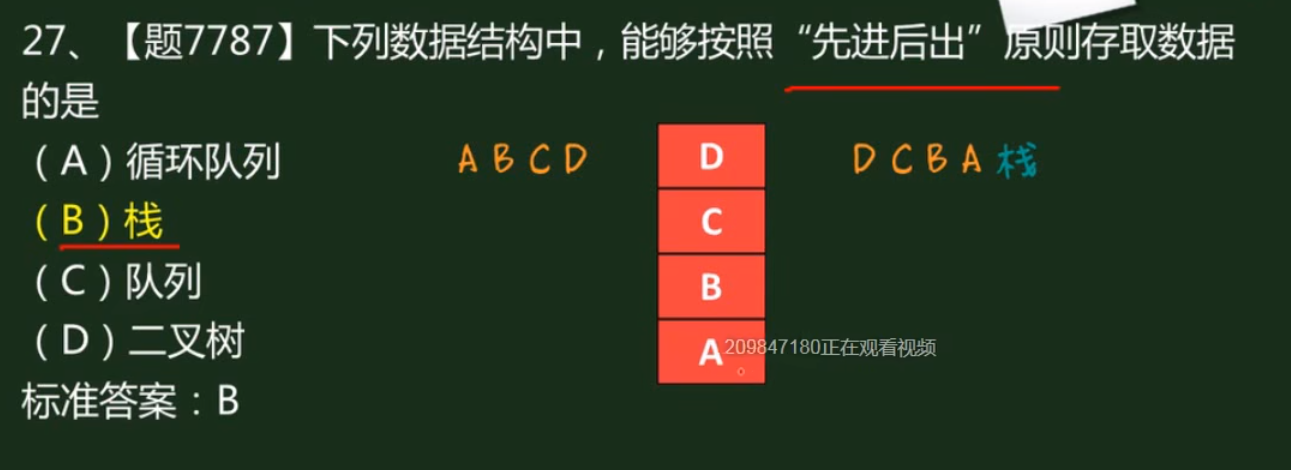 27、【题7787】下列数据结构中，能够按照“先进后出”原则存取数据
的是
（A）循环队列
A B C D
D
D C B A 栈
（B）栈
C
（C）队列
B
（D）二叉树
A
209847180正在观看视频
标准答案：B